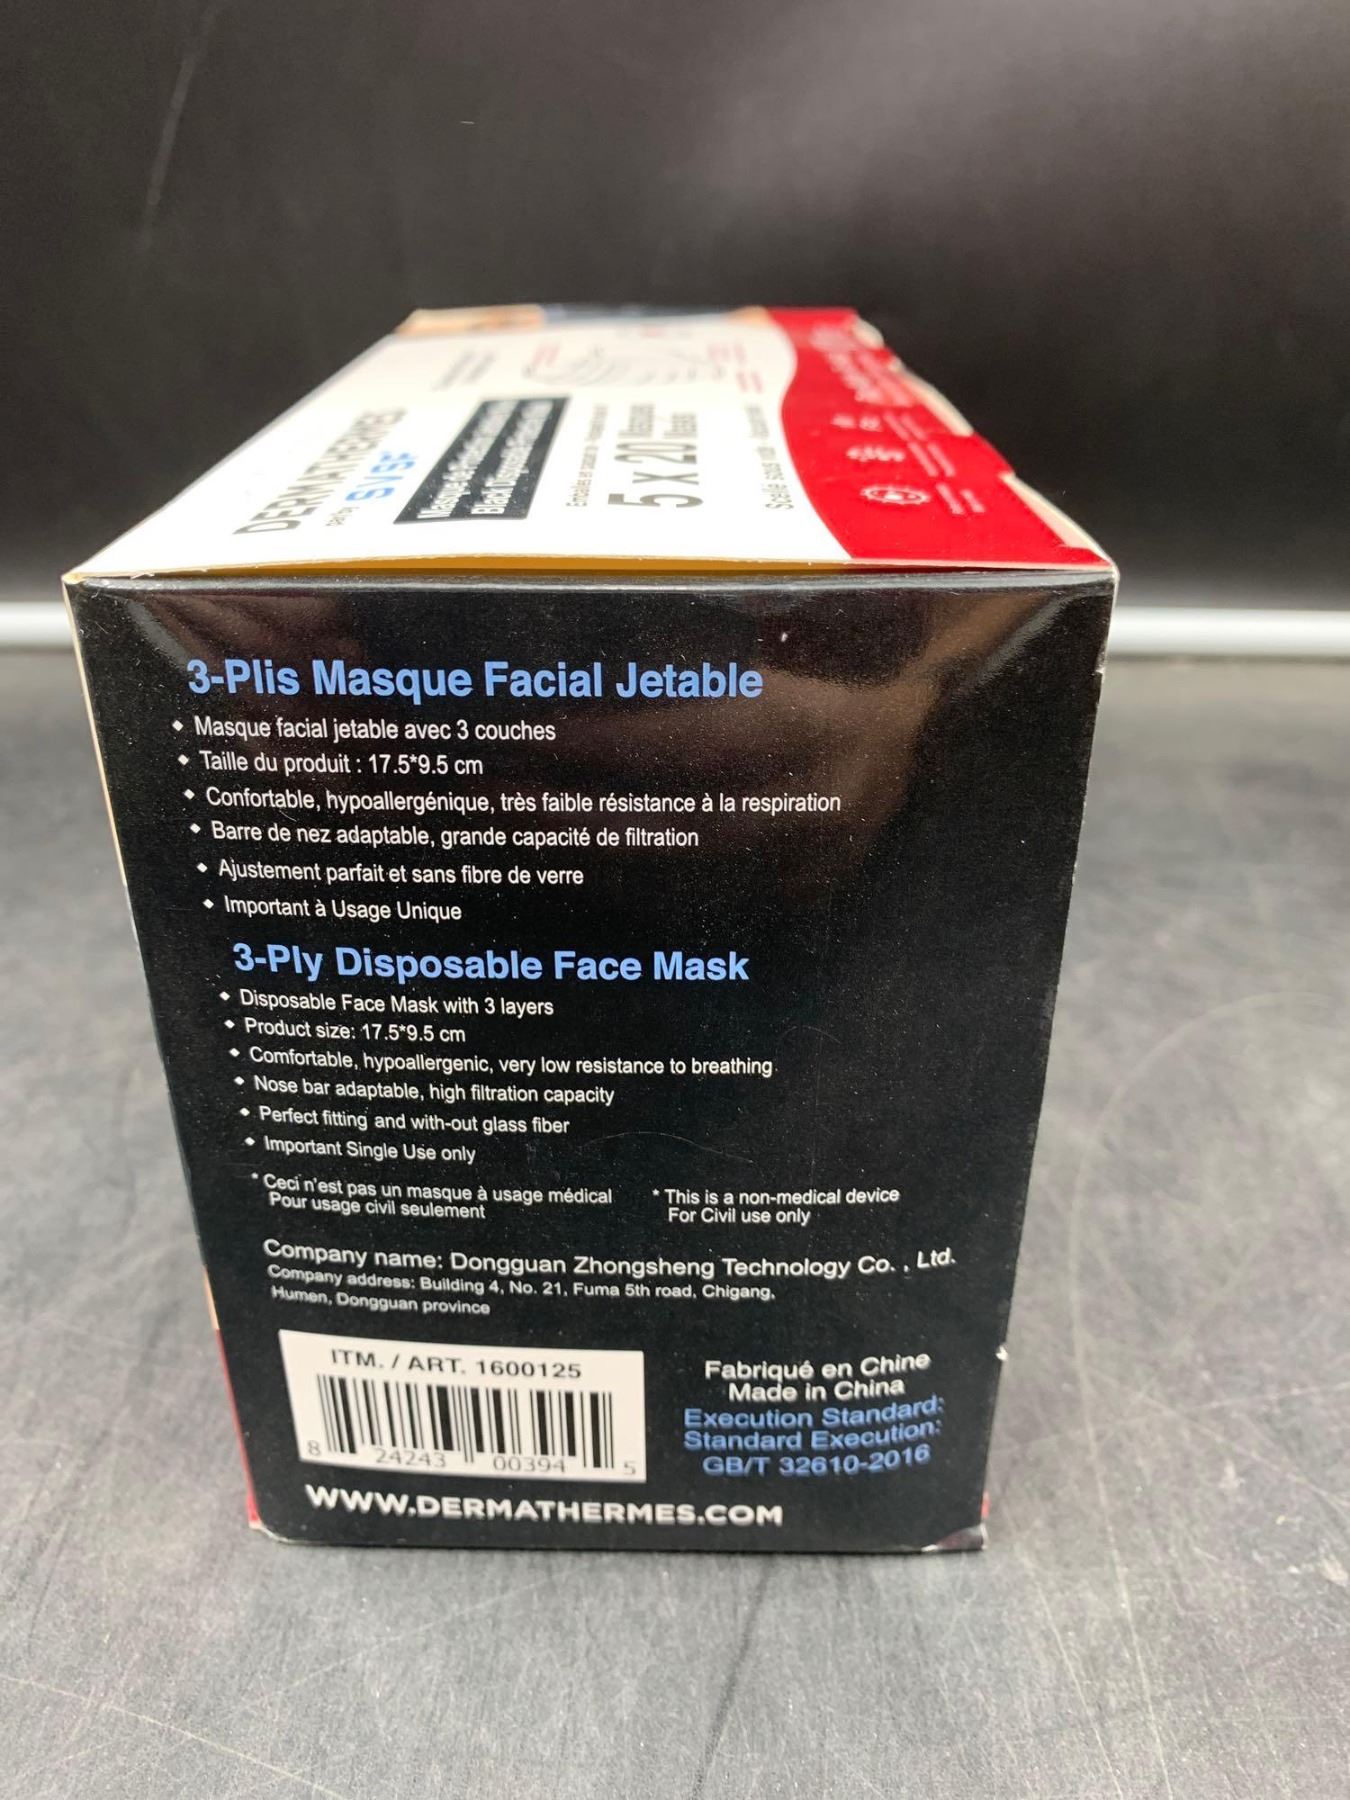 DERMATHERMES
par/by SVSF
Black Disposable
5 x 20 Masques
Masks
3-Plis Masque Facial Jetable
Masque facial jetable avec 3 couches
Taille du produit : 17.5*9.5 cm
Confortable, hypoallergénique, très faible résistance à la respiration
Barre de nez adaptable, grande capacité de filtration
Ajustement parfait et sans fibre de verre
Important à Usage Unique
3-Ply Disposable Face Mask
Disposable Face Mask with 3 layers
Product size: 17.5*9.5 cm
Comfortable, hypoallergenic, very low resistance to breathing
Nose bar adaptable, high filtration capacity
Perfect fitting and with-out glass fiber
Important Single Use only
* Ceci n'est pas un masque à usage médical
Pour usage civil seulement
* This is a non-medical device
For Civil use only
Company name: Dongguan Zhongsheng Technology Co. , Ltd.
Company address: Building 4, No. 21, Fuma 5th road, Chigang,
Humen, Dongguan province
ITM. / ART. 1600125
8 24243 00394 5
Fabriqué en Chine
Made in China
Execution Standard:
Standard Execution:
GB/T 32610-2016
WWW.DERMATHERMES.COM